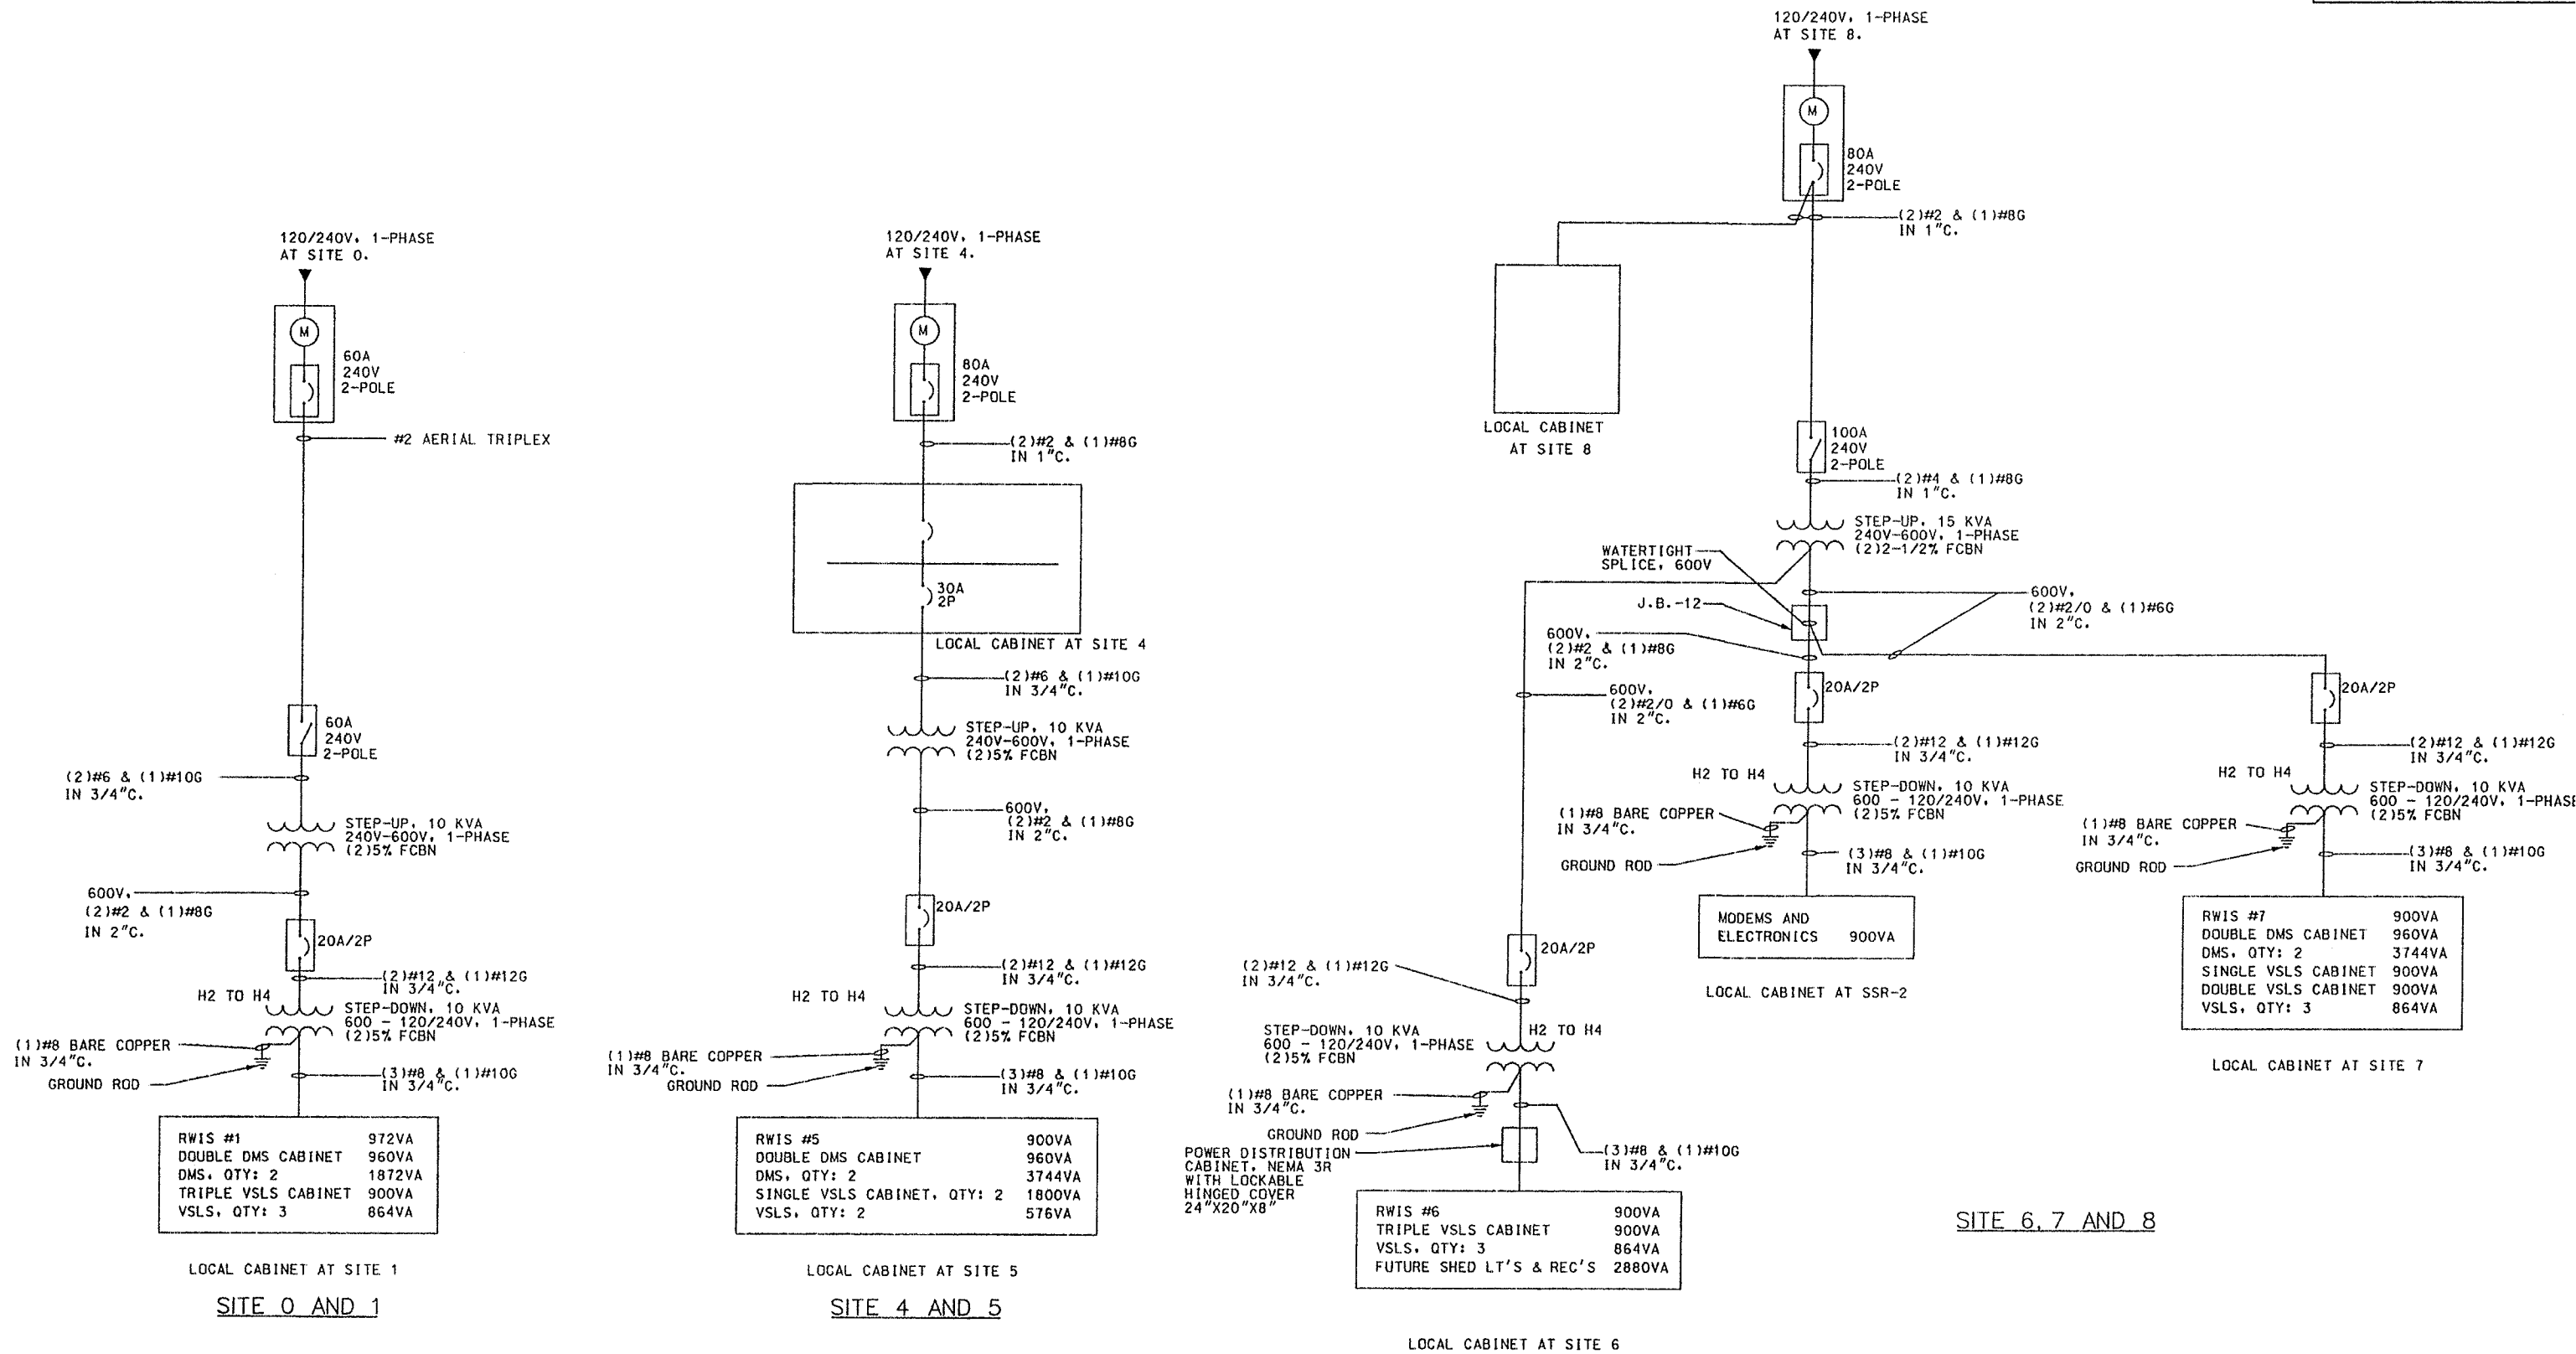 120/240V, 1-PHASE
AT SITE 0.
M
60A
240V
2-POLE
#2 AERIAL TRIPLEX
60A
240V
2-POLE
(2)#6 & (1)#10G
IN 3/4"C.
STEP-UP, 10 KVA
240V-600V, 1-PHASE
(2)5% FCBN
600V,
(2)#2 & (1)#8G
IN 2"C.
20A/2P
(2)#12 & (1)#12G
IN 3/4"C.
H2 TO H4
STEP-DOWN, 10 KVA
600 - 120/240V, 1-PHASE
(2)5% FCBN
(1)#8 BARE COPPER
IN 3/4"C.
GROUND ROD
(3)#8 & (1)#10G
IN 3/4"C.
RWIS #1 972VA
DOUBLE DMS CABINET 960VA
DMS, QTY: 2 1872VA
TRIPLE VSLS CABINET 900VA
VSLS, QTY: 3 864VA
LOCAL CABINET AT SITE 1
SITE 0 AND 1
120/240V, 1-PHASE
AT SITE 4.
M
80A
240V
2-POLE
(2)#2 & (1)#8G
IN 1"C.
30A
2P
LOCAL CABINET AT SITE 4
(2)#6 & (1)#10G
IN 3/4"C.
STEP-UP, 10 KVA
240V-600V, 1-PHASE
(2)5% FCBN
600V,
(2)#2 & (1)#8G
IN 2"C.
20A/2P
(2)#12 & (1)#12G
IN 3/4"C.
H2 TO H4
STEP-DOWN, 10 KVA
600 - 120/240V, 1-PHASE
(2)5% FCBN
(1)#8 BARE COPPER
IN 3/4"C.
GROUND ROD
(3)#8 & (1)#10G
IN 3/4"C.
RWIS #5 900VA
DOUBLE DMS CABINET 960VA
DMS, QTY: 2 3744VA
SINGLE VSLS CABINET, QTY: 2 1800VA
VSLS, QTY: 2 576VA
LOCAL CABINET AT SITE 5
SITE 4 AND 5
120/240V, 1-PHASE
AT SITE 8.
M
80A
240V
2-POLE
(2)#2 & (1)#8G
IN 1"C.
LOCAL CABINET
AT SITE 8
100A
240V
2-POLE
(2)#4 & (1)#8G
IN 1"C.
STEP-UP, 15 KVA
240V-600V, 1-PHASE
(2)2-1/2% FCBN
WATERTIGHT
SPLICE, 600V
J.B.-12
600V,
(2)#2/0 & (1)#6G
IN 2"C.
600V,
(2)#2 & (1)#8G
IN 2"C.
600V,
(2)#2/0 & (1)#6G
IN 2"C.
20A/2P
(2)#12 & (1)#12G
IN 3/4"C.
H2 TO H4
STEP-DOWN, 10 KVA
600 - 120/240V, 1-PHASE
(2)5% FCBN
(1)#8 BARE COPPER
IN 3/4"C.
GROUND ROD
(3)#8 & (1)#10G
IN 3/4"C.
MODEMS AND
ELECTRONICS 900VA
LOCAL CABINET AT SSR-2
20A/2P
(2)#12 & (1)#12G
IN 3/4"C.
H2 TO H4
STEP-DOWN, 10 KVA
600 - 120/240V, 1-PHASE
(2)5% FCBN
(1)#8 BARE COPPER
IN 3/4"C.
GROUND ROD
(3)#8 & (1)#10G
IN 3/4"C.
RWIS #7 900VA
DOUBLE DMS CABINET 960VA
DMS, QTY: 2 3744VA
SINGLE VSLS CABINET 900VA
DOUBLE VSLS CABINET 900VA
VSLS, QTY: 3 864VA
LOCAL CABINET AT SITE 7
20A/2P
(2)#12 & (1)#12G
IN 3/4"C.
H2 TO H4
STEP-DOWN, 10 KVA
600 - 120/240V, 1-PHASE
(2)5% FCBN
(1)#8 BARE COPPER
IN 3/4"C.
GROUND ROD
POWER DISTRIBUTION
CABINET, NEMA 3R
WITH LOCKABLE
HINGED COVER
24"X20"X8"
(3)#8 & (1)#10G
IN 3/4"C.
RWIS #6 900VA
TRIPLE VSLS CABINET 900VA
VSLS, QTY: 3 864VA
FUTURE SHED LT'S & REC'S 2880VA
LOCAL CABINET AT SITE 6
SITE 6, 7 AND 8